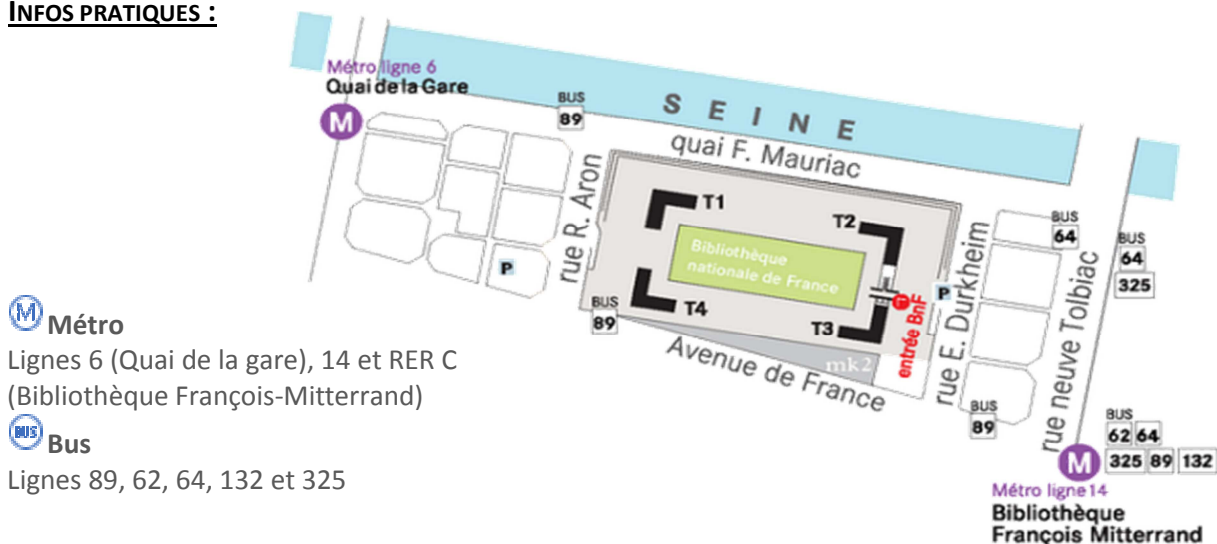 INFOS PRATIQUES :
Métro ligne 6
Quai de la Gare
M
BUS
89
SEINE
quai F. Mauriac
rue R. Aron
T1
T2
Bibliothèque
nationale de France
T4
T3
P
P
BUS
89
entrée BnF
rue E. Durkheim
mk2
Avenue de France
BUS
64
BUS
64
325
rue neuve Tolbiac
BUS
89
BUS
62 64
325 89 132
M
Métro ligne 14
Bibliothèque
François Mitterrand
M Métro
Lignes 6 (Quai de la gare), 14 et RER C
(Bibliothèque François-Mitterrand)
BUS Bus
Lignes 89, 62, 64, 132 et 325